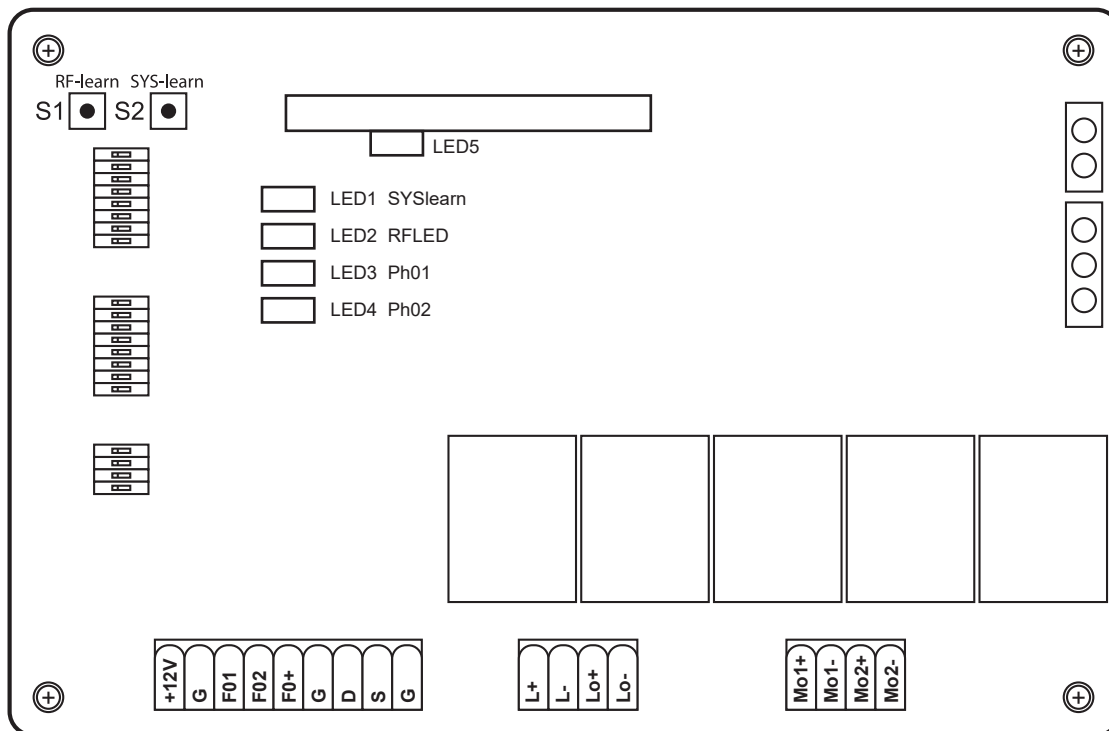 RF-learn SYS-learn
S1 S2
LED5
LED1 SYSlearn
LED2 RFLED
LED3 Ph01
LED4 Ph02
+12V G F01 F02 F0+ G D S G
L+ L- Lo+ Lo-
Mo1+ Mo1- Mo2+ Mo2-